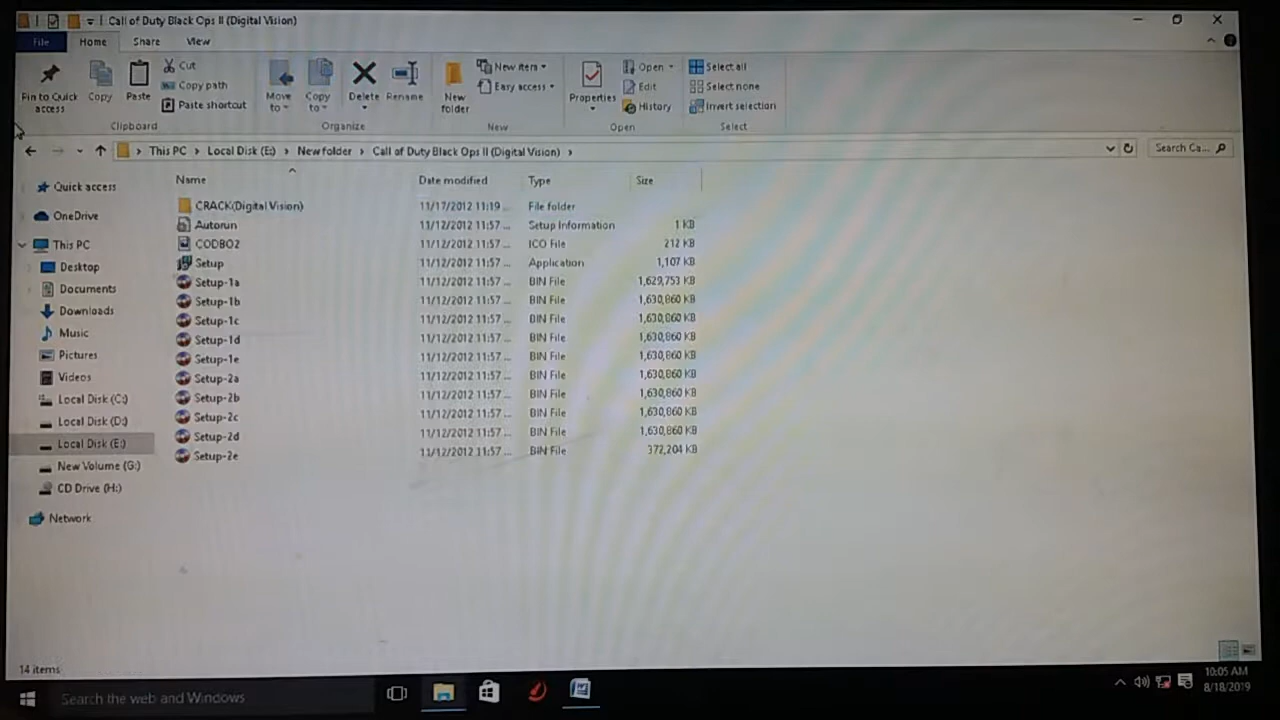 Call of Duty Black Ops II (Digital Vision)
File Home Share View
Pin to Quick access
Copy
Paste
Cut
Copy path
Paste shortcut
Clipboard
Move to
Copy to
Delete
Rename
Organize
New folder
New item
Easy access
New
Properties
Open
Edit
History
Open
Select all
Select none
Invert selection
Select
This PC > Local Disk (E:) > New folder > Call of Duty Black Ops II (Digital Vision) >
Search Ca...
Quick access
OneDrive
This PC
Desktop
Documents
Downloads
Music
Pictures
Videos
Local Disk (C:)
Local Disk (D:)
Local Disk (E:)
New Volume (G:)
CD Drive (H:)
Network
Name Date modified Type Size
CRACK(Digital Vision) 11/17/2012 11:19 ... File folder
Autorun 11/12/2012 11:57 ... Setup Information 1 KB
CODBO2 11/12/2012 11:57 ... ICO File 212 KB
Setup 11/12/2012 11:57 ... Application 1,107 KB
Setup-1a 11/12/2012 11:57 ... BIN File 1,629,753 KB
Setup-1b 11/12/2012 11:57 ... BIN File 1,630,860 KB
Setup-1c 11/12/2012 11:57 ... BIN File 1,630,860 KB
Setup-1d 11/12/2012 11:57 ... BIN File 1,630,860 KB
Setup-1e 11/12/2012 11:57 ... BIN File 1,630,860 KB
Setup-2a 11/12/2012 11:57 ... BIN File 1,630,860 KB
Setup-2b 11/12/2012 11:57 ... BIN File 1,630,860 KB
Setup-2c 11/12/2012 11:57 ... BIN File 1,630,860 KB
Setup-2d 11/12/2012 11:57 ... BIN File 1,630,860 KB
Setup-2e 11/12/2012 11:57 ... BIN File 372,204 KB
14 items
Search the web and Windows
10:05 AM
8/18/2019